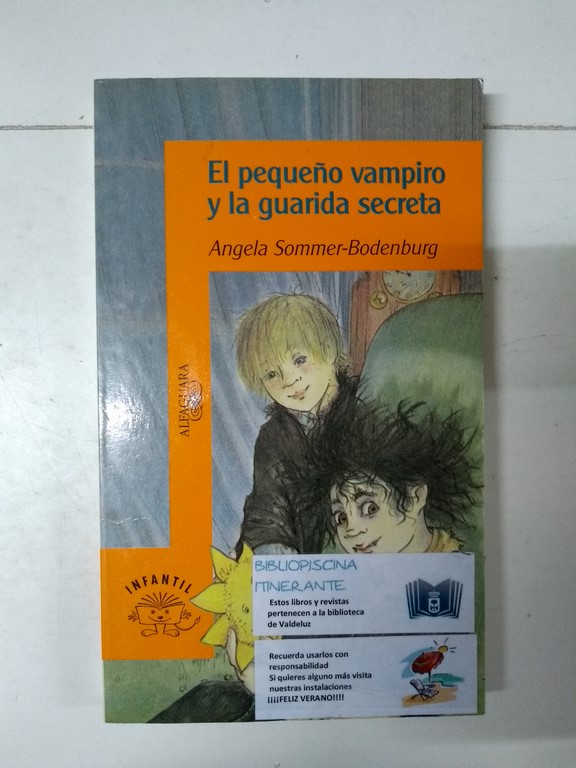 El pequeño vampiro
y la guarida secreta
Angela Sommer-Bodenburg
ALFAGUARA
INFANTIL
BIBLIOPISCINA
ITINERANTE
Estos libros y revistas
pertenecen a la biblioteca
de Valdeluz
Recuerda usarlos con
responsabilidad
Si quieres alguno más visita
nuestras instalaciones
¡¡¡¡FELIZ VERANO!!!!